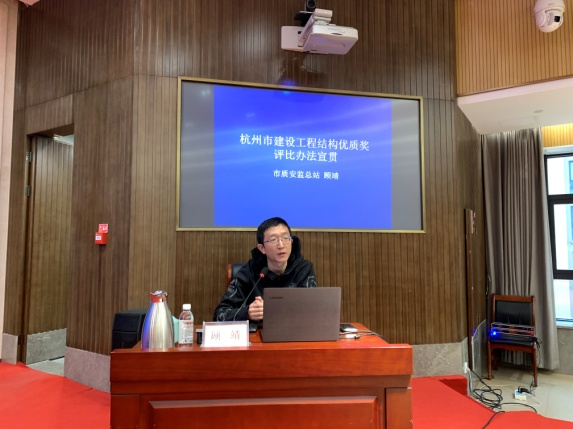 杭州市建设工程结构优质奖
评比办法宣贯
市质安监总站 顾靖
顾 靖